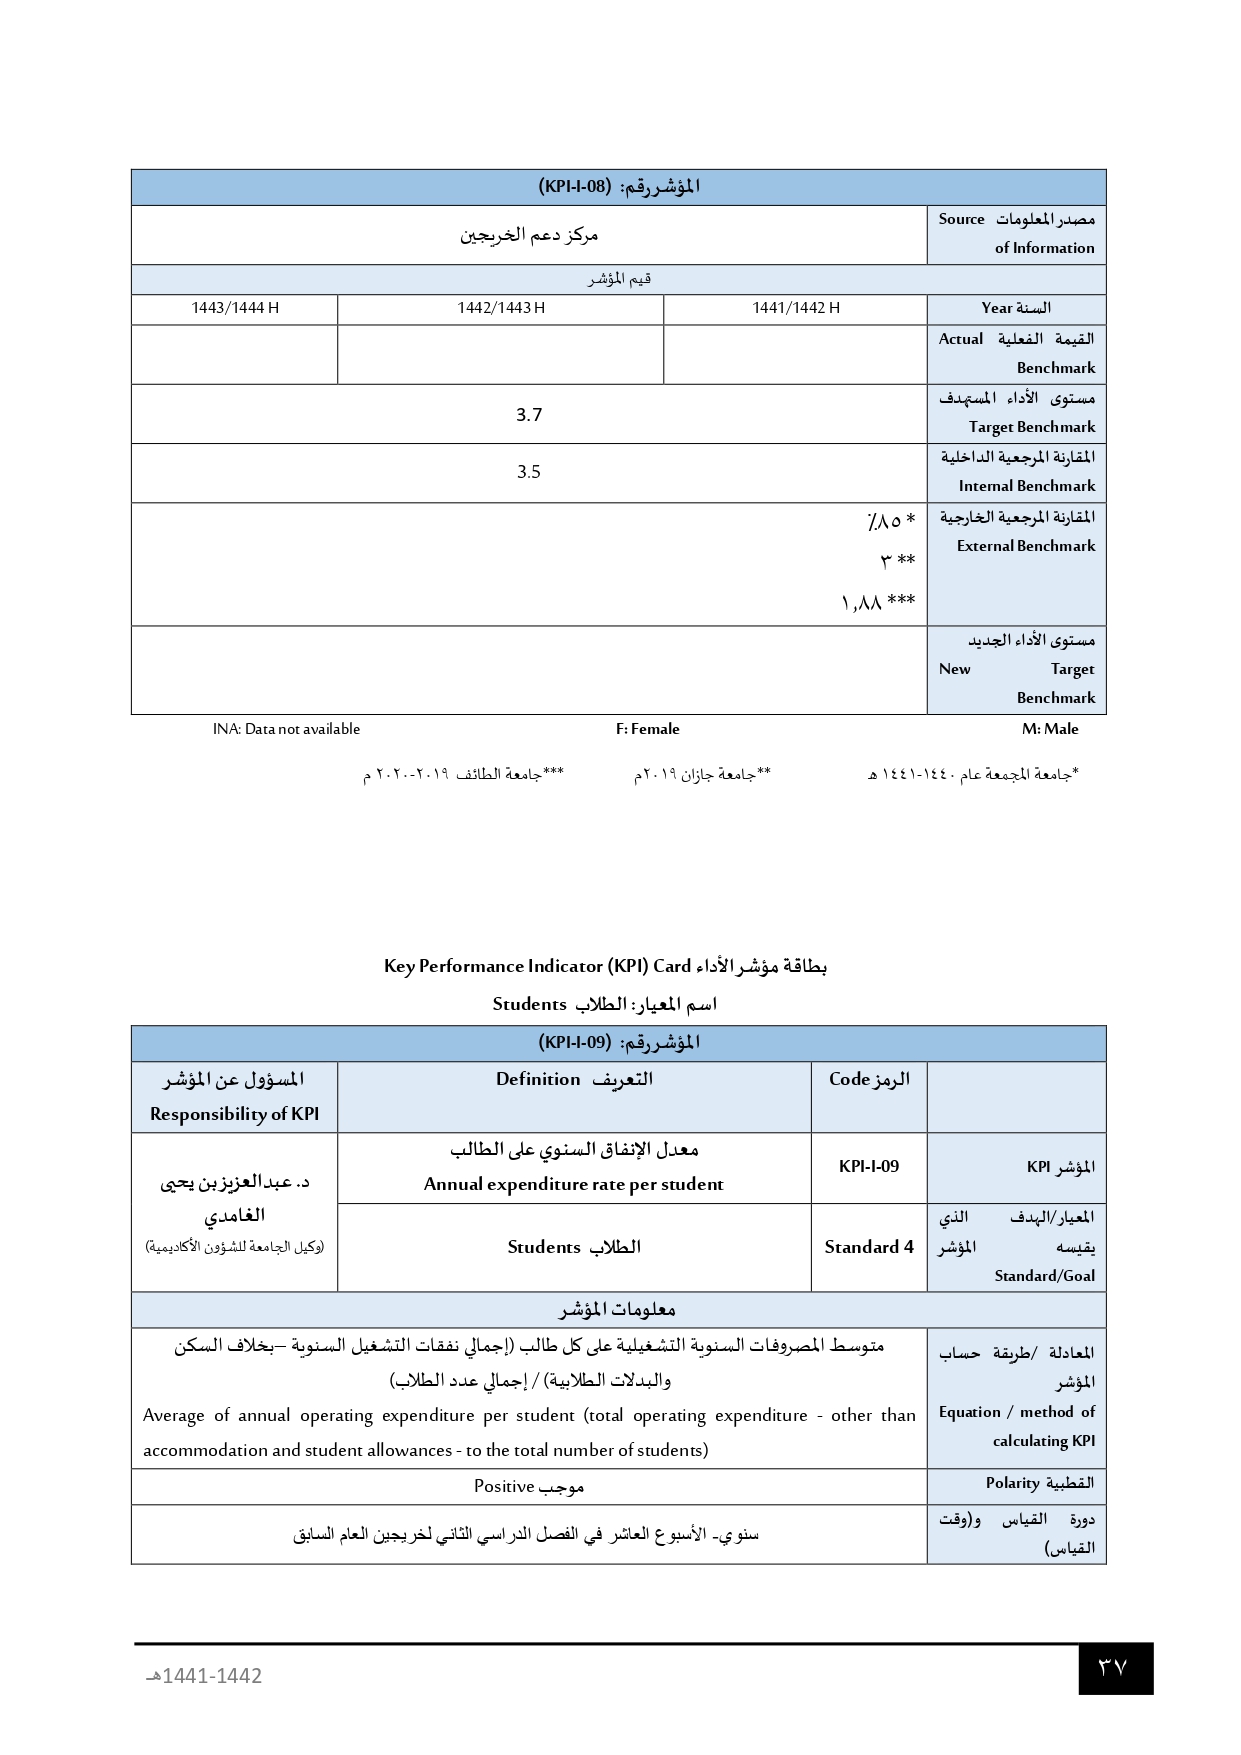 المؤشر رقم: (KPI-I-08)
مصدر المعلومات Source
of Information
مركز دعم الخريجين
قيم المؤشر
السنة Year
1441/1442 H
1442/1443 H
1443/1444 H
القيمة الفعلية Actual
Benchmark
مستوى الأداء المستهدف
Target Benchmark
3.7
المقارنة المرجعية الداخلية
Internal Benchmark
3.5
المقارنة المرجعية الخارجية
External Benchmark
* ٨٥٪
** ٣
*** ١,٨٨
مستوى الأداء الجديد
New Target
Benchmark
M: Male
F: Female
INA: Data not available
*جامعة المجمعة عام ١٤٤٠-١٤٤١ هـ
**جامعة جازان ٢٠١٩م
***جامعة الطائف ٢٠١٩-٢٠٢٠ م
بطاقة مؤشر الأداء Key Performance Indicator (KPI) Card
اسم المعيار: الطلاب Students
المؤشر رقم: (KPI-I-09)
الرمز Code
التعريف Definition
المسؤول عن المؤشر
Responsibility of KPI
المؤشر KPI
KPI-I-09
معدل الإنفاق السنوي على الطالب
Annual expenditure rate per student
د. عبدالعزيز بن يحيى
الغامدي
(وكيل الجامعة للشؤون الأكاديمية)
المعيار/الهدف الذي
يقيسه المؤشر
Standard/Goal
Standard 4
الطلاب Students
معلومات المؤشر
المعادلة /طريقة حساب
المؤشر
Equation / method of
calculating KPI
متوسط المصروفات السنوية التشغيلية على كل طالب (إجمالي نفقات التشغيل السنوية –بخلاف السكن
والبدلات الطلابية) / إجمالي عدد الطلاب)
Average of annual operating expenditure per student (total operating expenditure - other than
accommodation and student allowances - to the total number of students)
القطبية Polarity
موجب Positive
دورة القياس و(وقت
القياس)
سنوي- الأسبوع العاشر في الفصل الدراسي الثاني لخريجين العام السابق
1441-1442هـ
٣٧